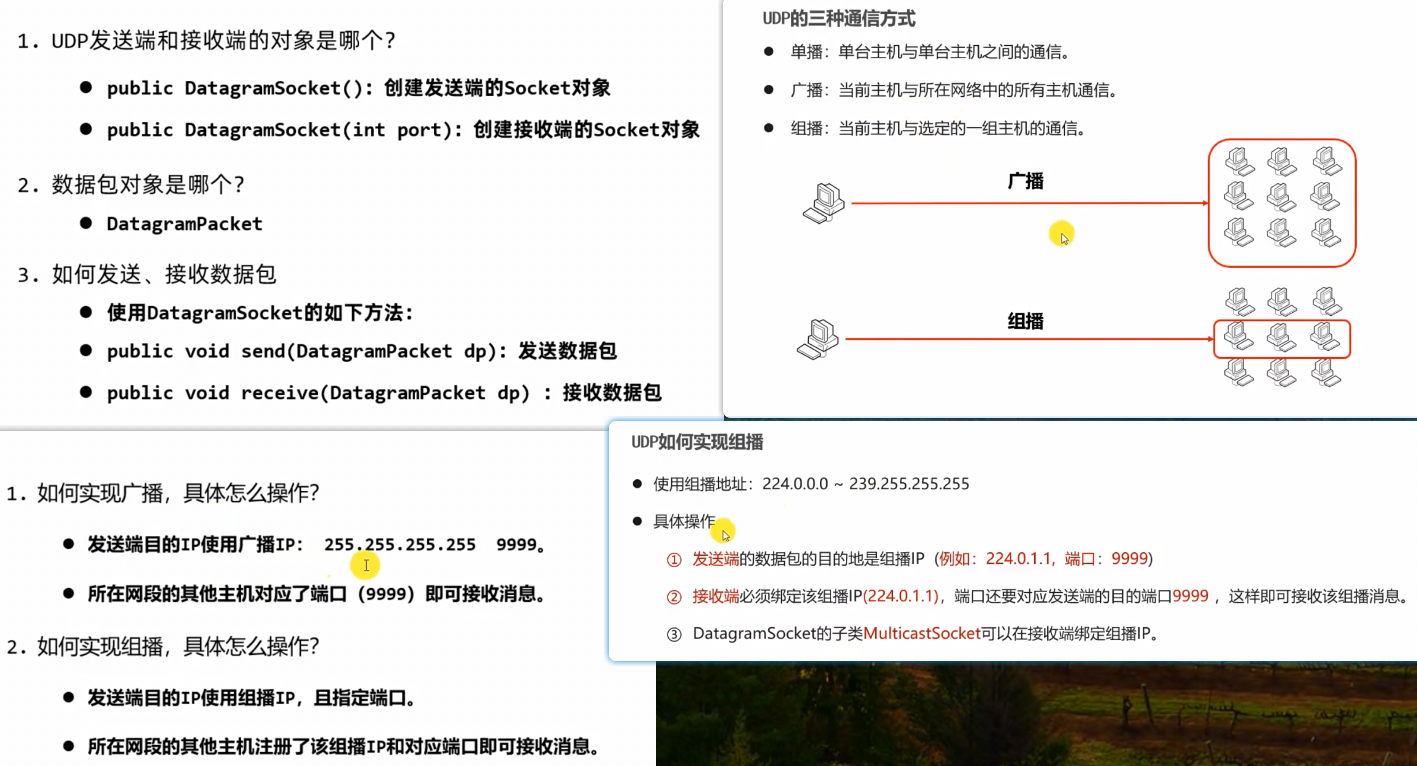 1. UDP发送端和接收端的对象是哪个?
● public DatagramSocket(): 创建发送端的Socket对象
● public DatagramSocket(int port): 创建接收端的Socket对象
2. 数据包对象是哪个?
● DatagramPacket
3. 如何发送、接收数据包
● 使用DatagramSocket的如下方法:
● public void send(DatagramPacket dp): 发送数据包
● public void receive(DatagramPacket dp) : 接收数据包
UDP的三种通信方式
● 单播:单台主机与单台主机之间的通信。
● 广播:当前主机与所在网络中的所有主机通信。
● 组播:当前主机与选定的一组主机的通信。
广播
组播
1. 如何实现广播,具体怎么操作?
● 发送端目的IP使用广播IP: 255.255.255.255 9999。
● 所在网段的其他主机对应了端口(9999)即可接收消息。
2. 如何实现组播,具体怎么操作?
● 发送端目的IP使用组播IP,且指定端口。
● 所在网段的其他主机注册了该组播IP和对应端口即可接收消息。
UDP如何实现组播
● 使用组播地址:224.0.0.0 ~ 239.255.255.255
● 具体操作
① 发送端的数据包的目的地是组播IP (例如:224.0.1.1, 端口:9999)
② 接收端必须绑定该组播IP(224.0.1.1),端口还要对应发送端的目的端口9999 ,这样即可接收该组播消息。
③ DatagramSocket的子类MulticastSocket可以在接收端绑定组播IP。